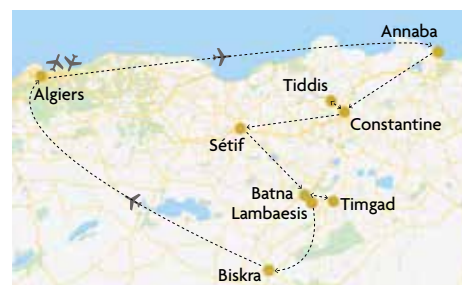 Annaba
Algiers
Tiddis
Constantine
Sétif
Batna
Lambaesis
Timgad
Biskra